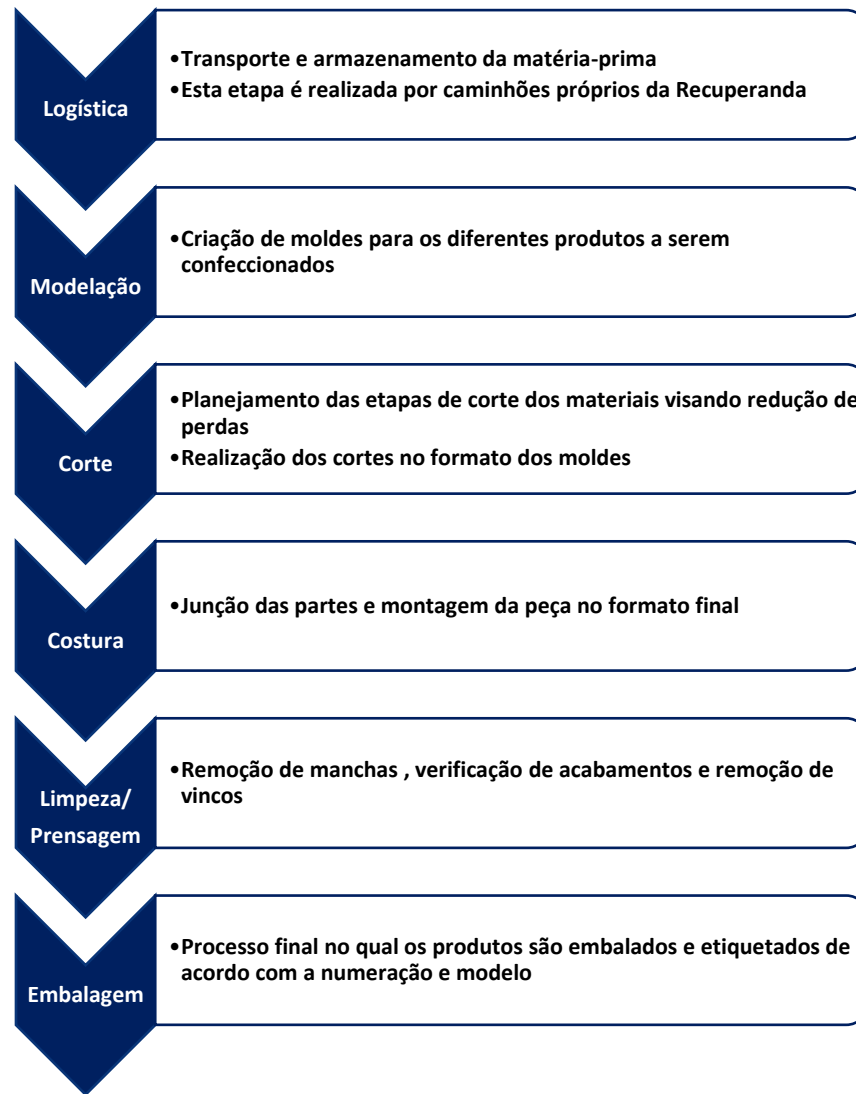 Logística
•Transporte e armazenamento da matéria-prima
•Esta etapa é realizada por caminhões próprios da Recuperanda
Modelação
•Criação de moldes para os diferentes produtos a serem
confeccionados
Corte
•Planejamento das etapas de corte dos materiais visando redução de
perdas
•Realização dos cortes no formato dos moldes
Costura
•Junção das partes e montagem da peça no formato final
Limpeza/
Prensagem
•Remoção de manchas , verificação de acabamentos e remoção de
vincos
Embalagem
•Processo final no qual os produtos são embalados e etiquetados de
acordo com a numeração e modelo